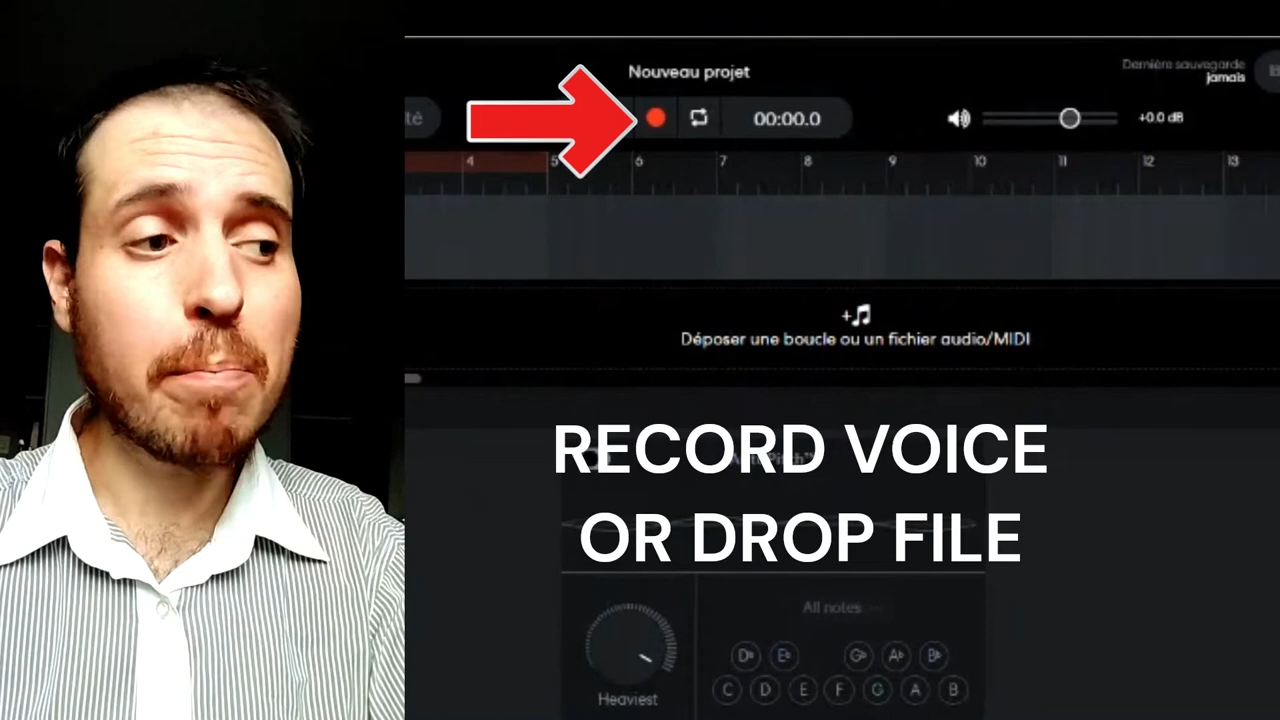 Nouveau projet
Dernière sauvegarde
jamais
té
00:00.0
+0.0 dB
4 5 6 7 8 9 10 11 12 13
Déposer une boucle ou un fichier audio/MIDI
RECORD VOICE
OR DROP FILE
All notes
D♭ E♭ G♭ A♭ B♭
C D E F G A B
Heaviest